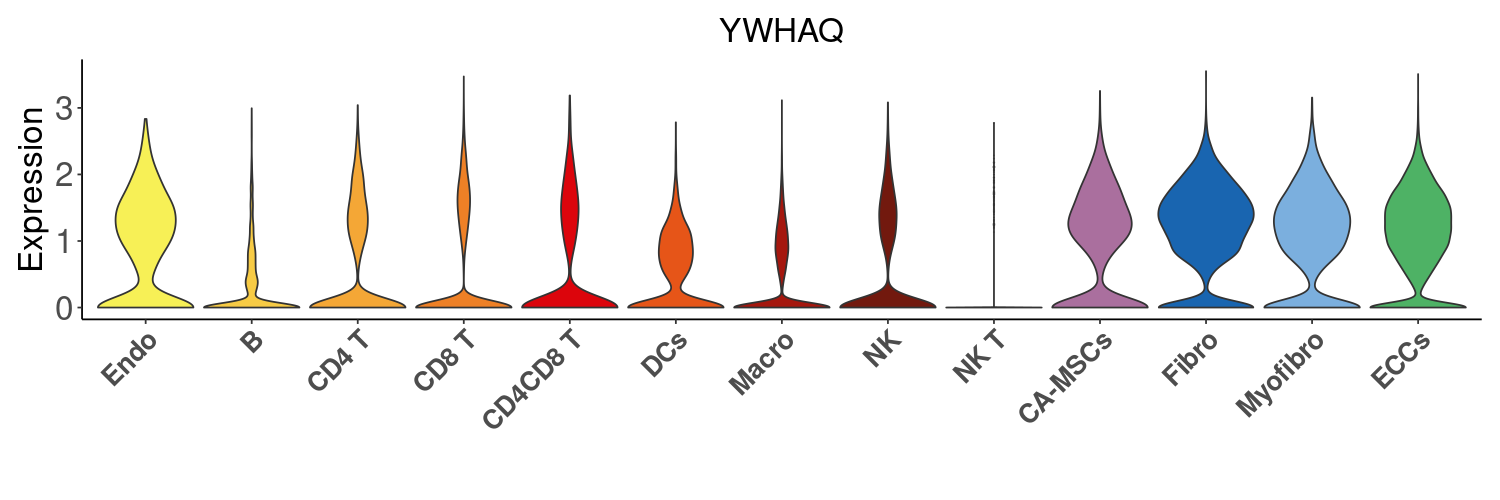 YWHAQ
Expression
3
2
1
0
Endo
B
CD4 T
CD8 T
CD4CD8 T
DCs
Macro
NK
NK T
CA-MSCs
Fibro
Myofibro
ECCs